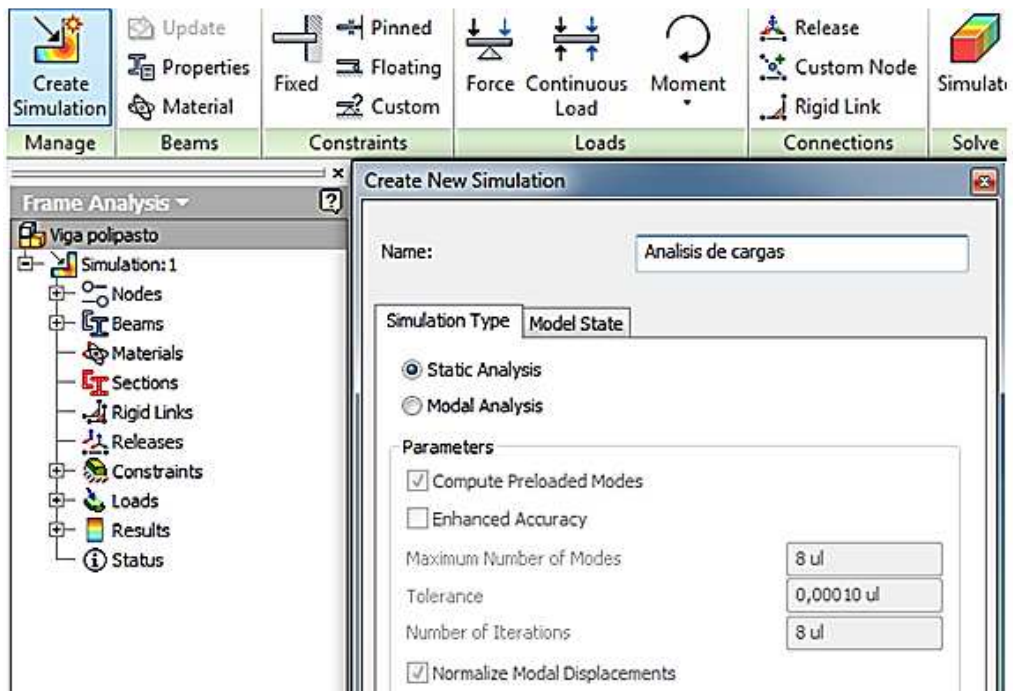 Create
Simulation
Update
Properties
Material
Fixed
Pinned
Floating
Custom
Force
Continuous
Load
Moment
Release
Custom Node
Rigid Link
Manage
Beams
Constraints
Loads
Connections
Solve
Frame Analysis
Viga polipasto
Simulation:1
Nodes
Beams
Materials
Sections
Rigid Links
Releases
Constraints
Loads
Results
Status
Create New Simulation
Name:
Analisis de cargas
Simulation Type
Model State
Static Analysis
Modal Analysis
Parameters
Compute Preloaded Modes
Enhanced Accuracy
Maximum Number of Modes
8 ul
Tolerance
0,00010 ul
Number of Iterations
8 ul
Normalize Modal Displacements